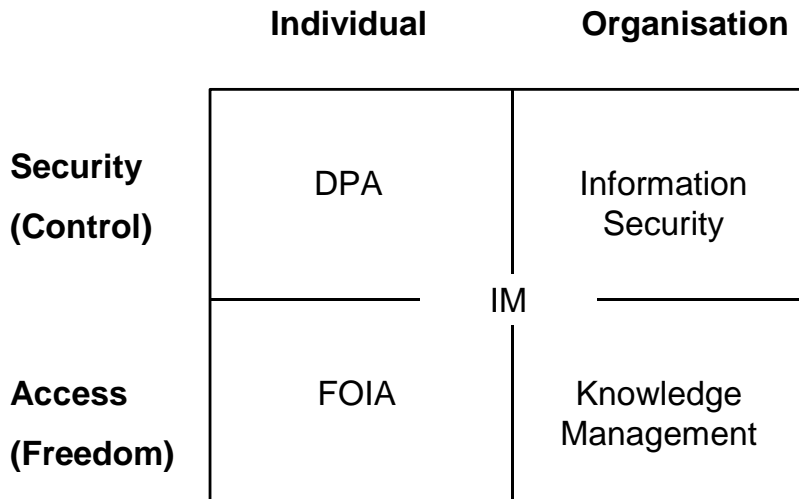 Individual Organisation
Security
(Control)
DPA
Information
Security
IM
Access
(Freedom)
FOIA
Knowledge
Management